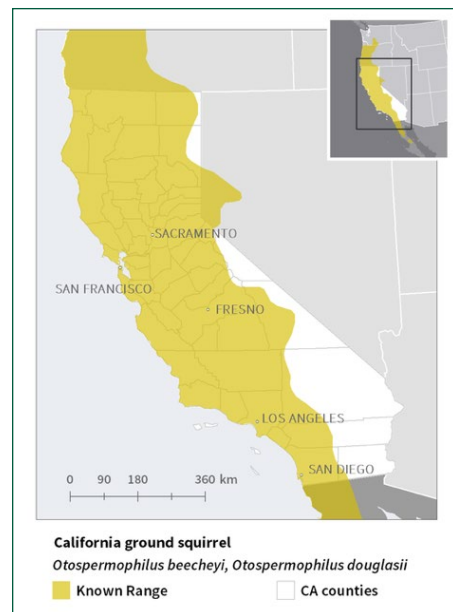 SACRAMENTO
SAN FRANCISCO
FRESNO
LOS ANGELES
SAN DIEGO
0 90 180 360 km
California ground squirrel
Otospermophilus beecheyi, Otospermophilus douglasii
Known Range CA counties